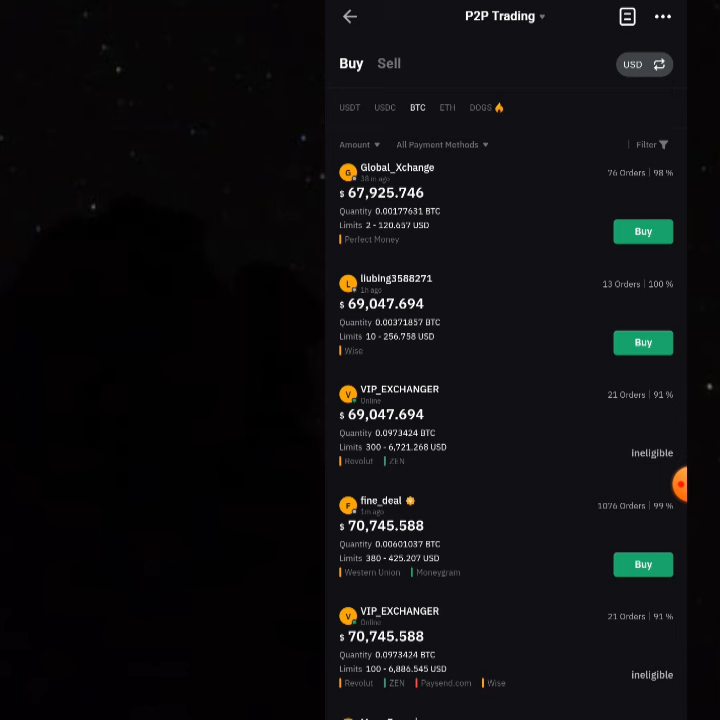 P2P Trading
Buy Sell
USD
USDT USDC BTC ETH DOGS
Amount All Payment Methods Filter
G Global_Xchange 76 Orders | 98 %
38 m ago
$ 67,925.746
Quantity 0.00177631 BTC
Limits 2 - 120.657 USD
Buy
Perfect Money
L liubing3588271 13 Orders | 100 %
1h ago
$ 69,047.694
Quantity 0.00371857 BTC
Limits 10 - 256.758 USD
Buy
Wise
V VIP_EXCHANGER 21 Orders | 91 %
Online
$ 69,047.694
Quantity 0.0973424 BTC
Limits 300 - 6,721.268 USD
ineligible
Revolut ZEN
F fine_deal 1076 Orders | 99 %
1m ago
$ 70,745.588
Quantity 0.00601037 BTC
Limits 380 - 425.207 USD
Buy
Western Union Moneygram
V VIP_EXCHANGER 21 Orders | 91 %
Online
$ 70,745.588
Quantity 0.0973424 BTC
Limits 100 - 6,886.545 USD
ineligible
Revolut ZEN Paysend.com Wise